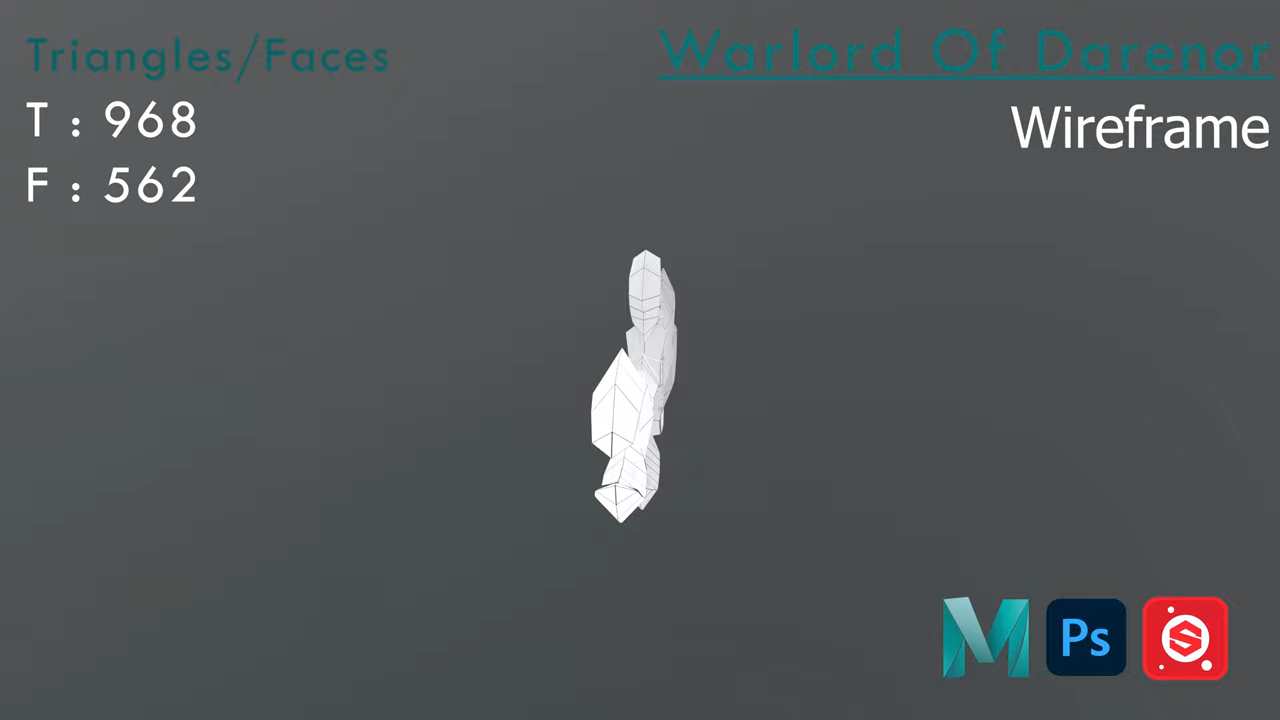 Triangles/Faces
Warlord Of Darenor
T : 968
Wireframe
F : 562
Ps